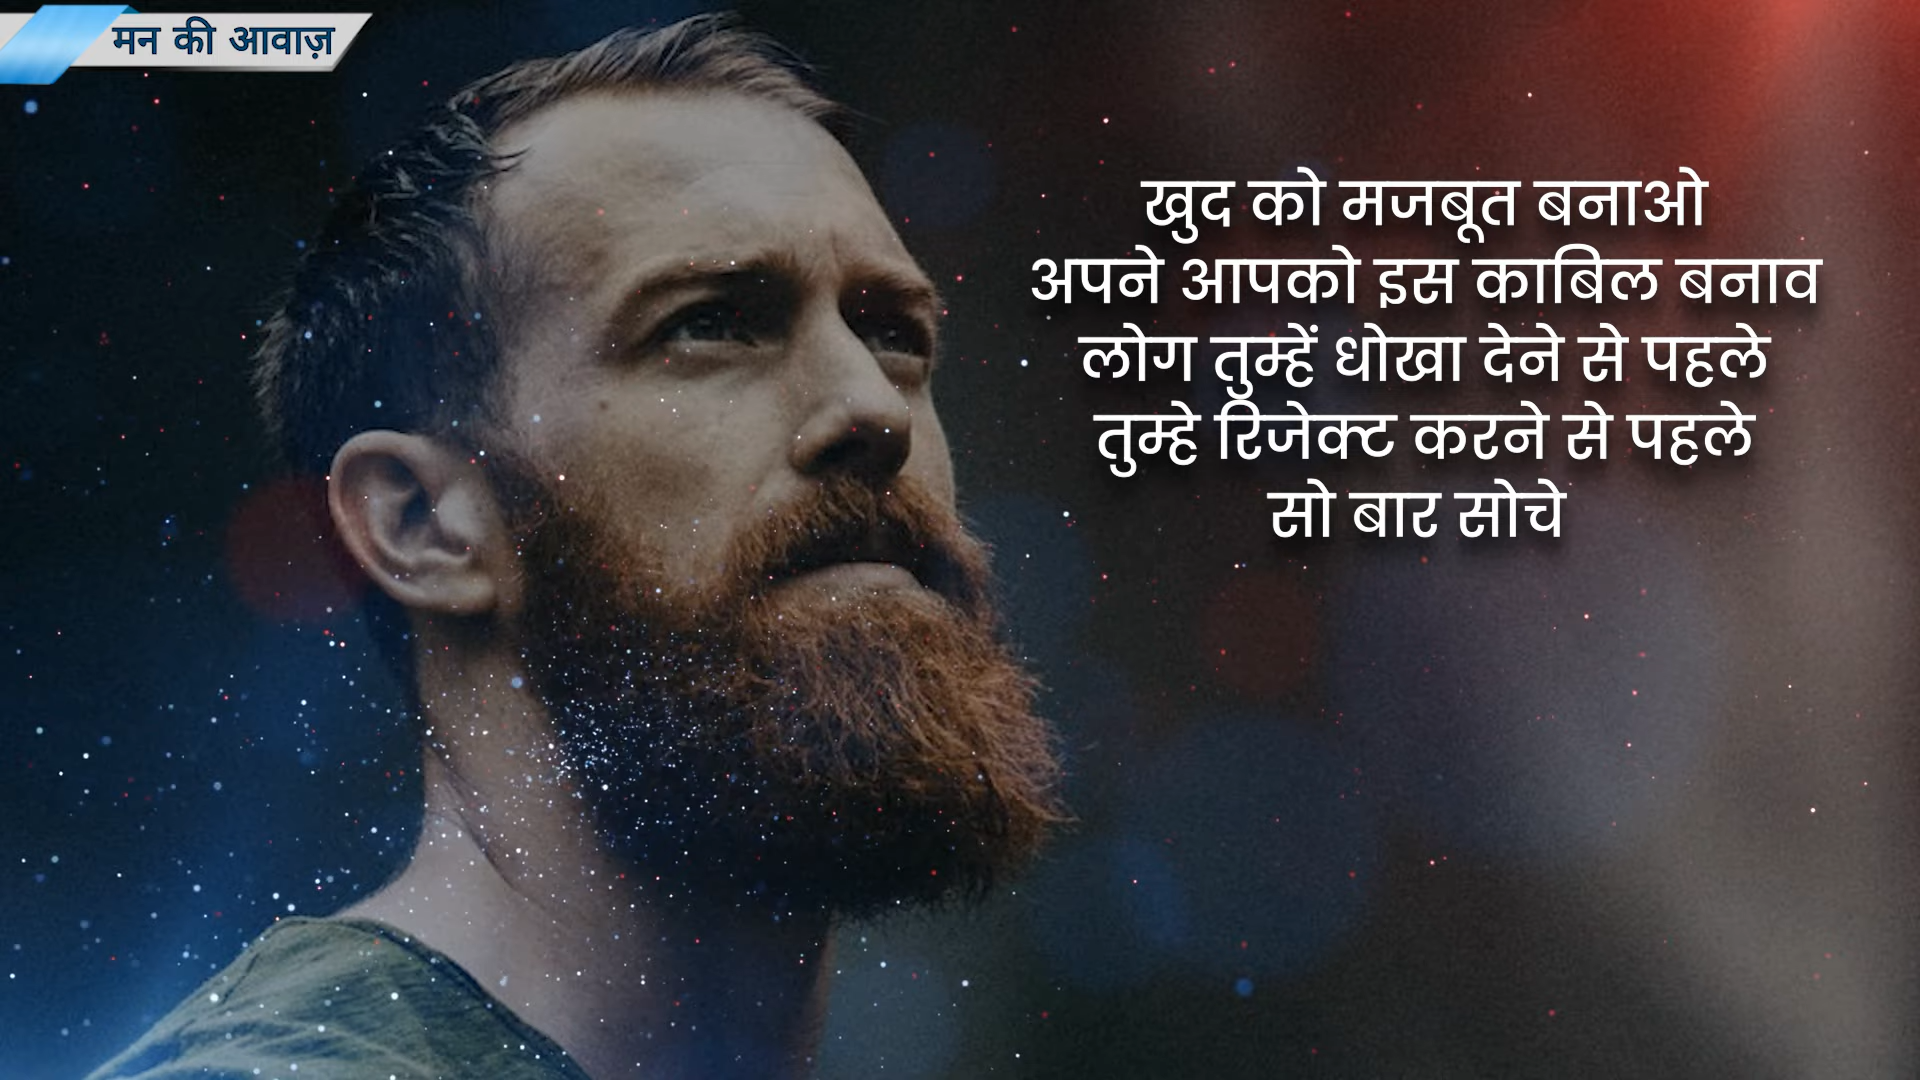 मन की आवाज़
खुद को मजबूत बनाओ
अपने आपको इस काबिल बनाव
लोग तुम्हें धोखा देने से पहले
तुम्हे रिजेक्ट करने से पहले
सो बार सोचे